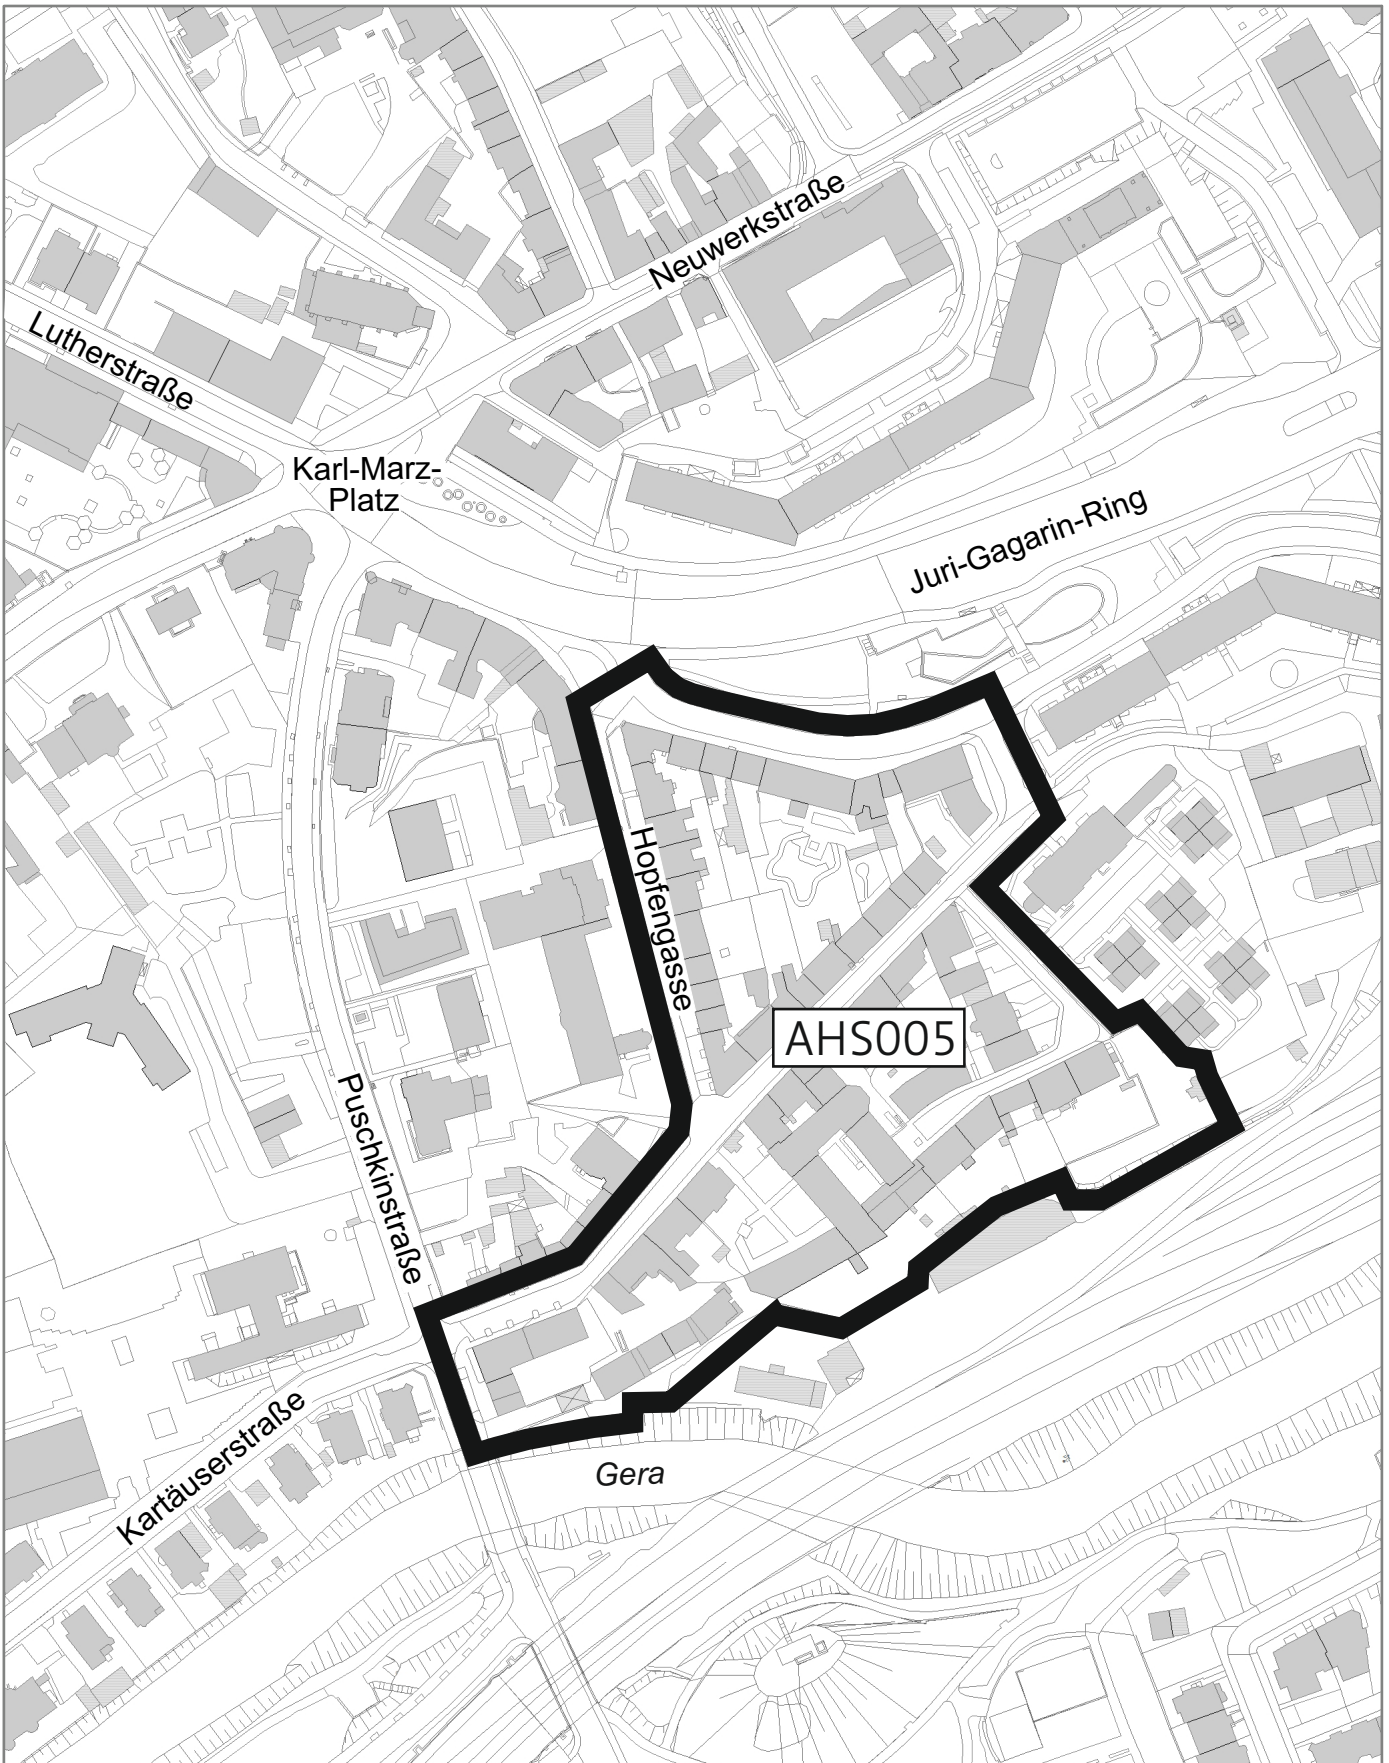 Neuwerkstraße
Lutherstraße
Karl-Marz-
Platz
Juri-Gagarin-Ring
Hopfengasse
AHS005
Puschkinstraße
Kartäuserstraße
Gera